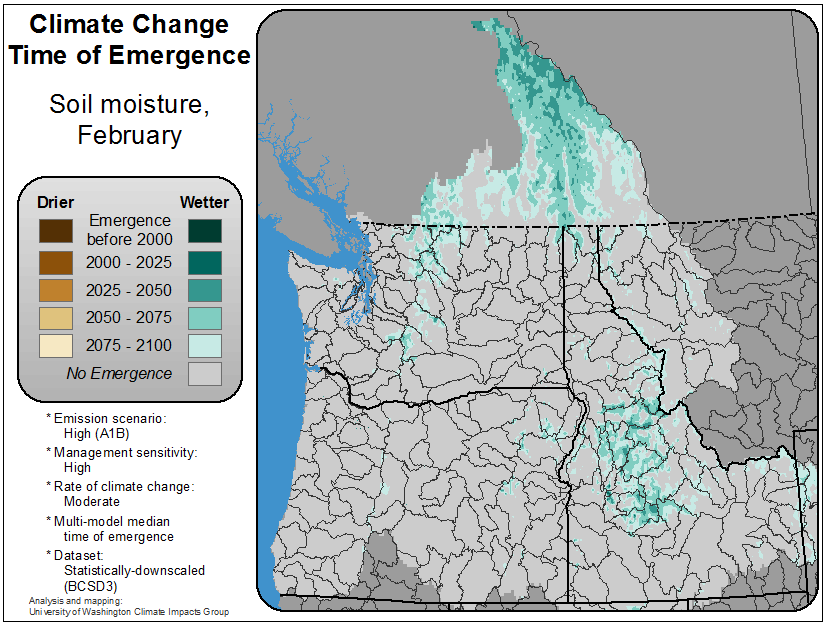 Climate Change
Time of Emergence
Soil moisture,
February
Drier
Wetter
Emergence
before 2000
2000 - 2025
2025 - 2050
2050 - 2075
2075 - 2100
No Emergence
* Emission scenario:
High (A1B)
* Management sensitivity:
High
* Rate of climate change:
Moderate
* Multi-model median
time of emergence
* Dataset:
Statistically-downscaled
(BCSD3)
Analysis and mapping:
University of Washington Climate Impacts Group